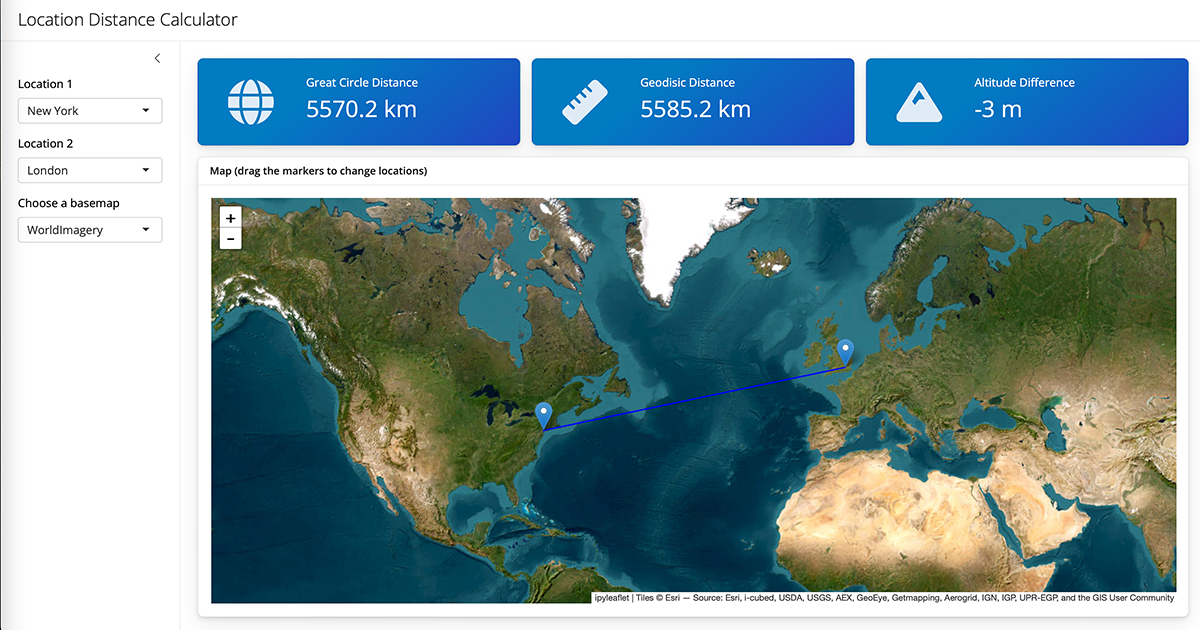 Location Distance Calculator
Location 1
New York
Location 2
London
Choose a basemap
WorldImagery
Great Circle Distance
5570.2 km
Geodisic Distance
5585.2 km
Altitude Difference
-3 m
Map (drag the markers to change locations)
+
-
ipyleaflet | Tiles © Esri — Source: Esri, i-cubed, USDA, USGS, AEX, GeoEye, Getmapping, Aerogrid, IGN, IGP, UPR-EGP, and the GIS User Community